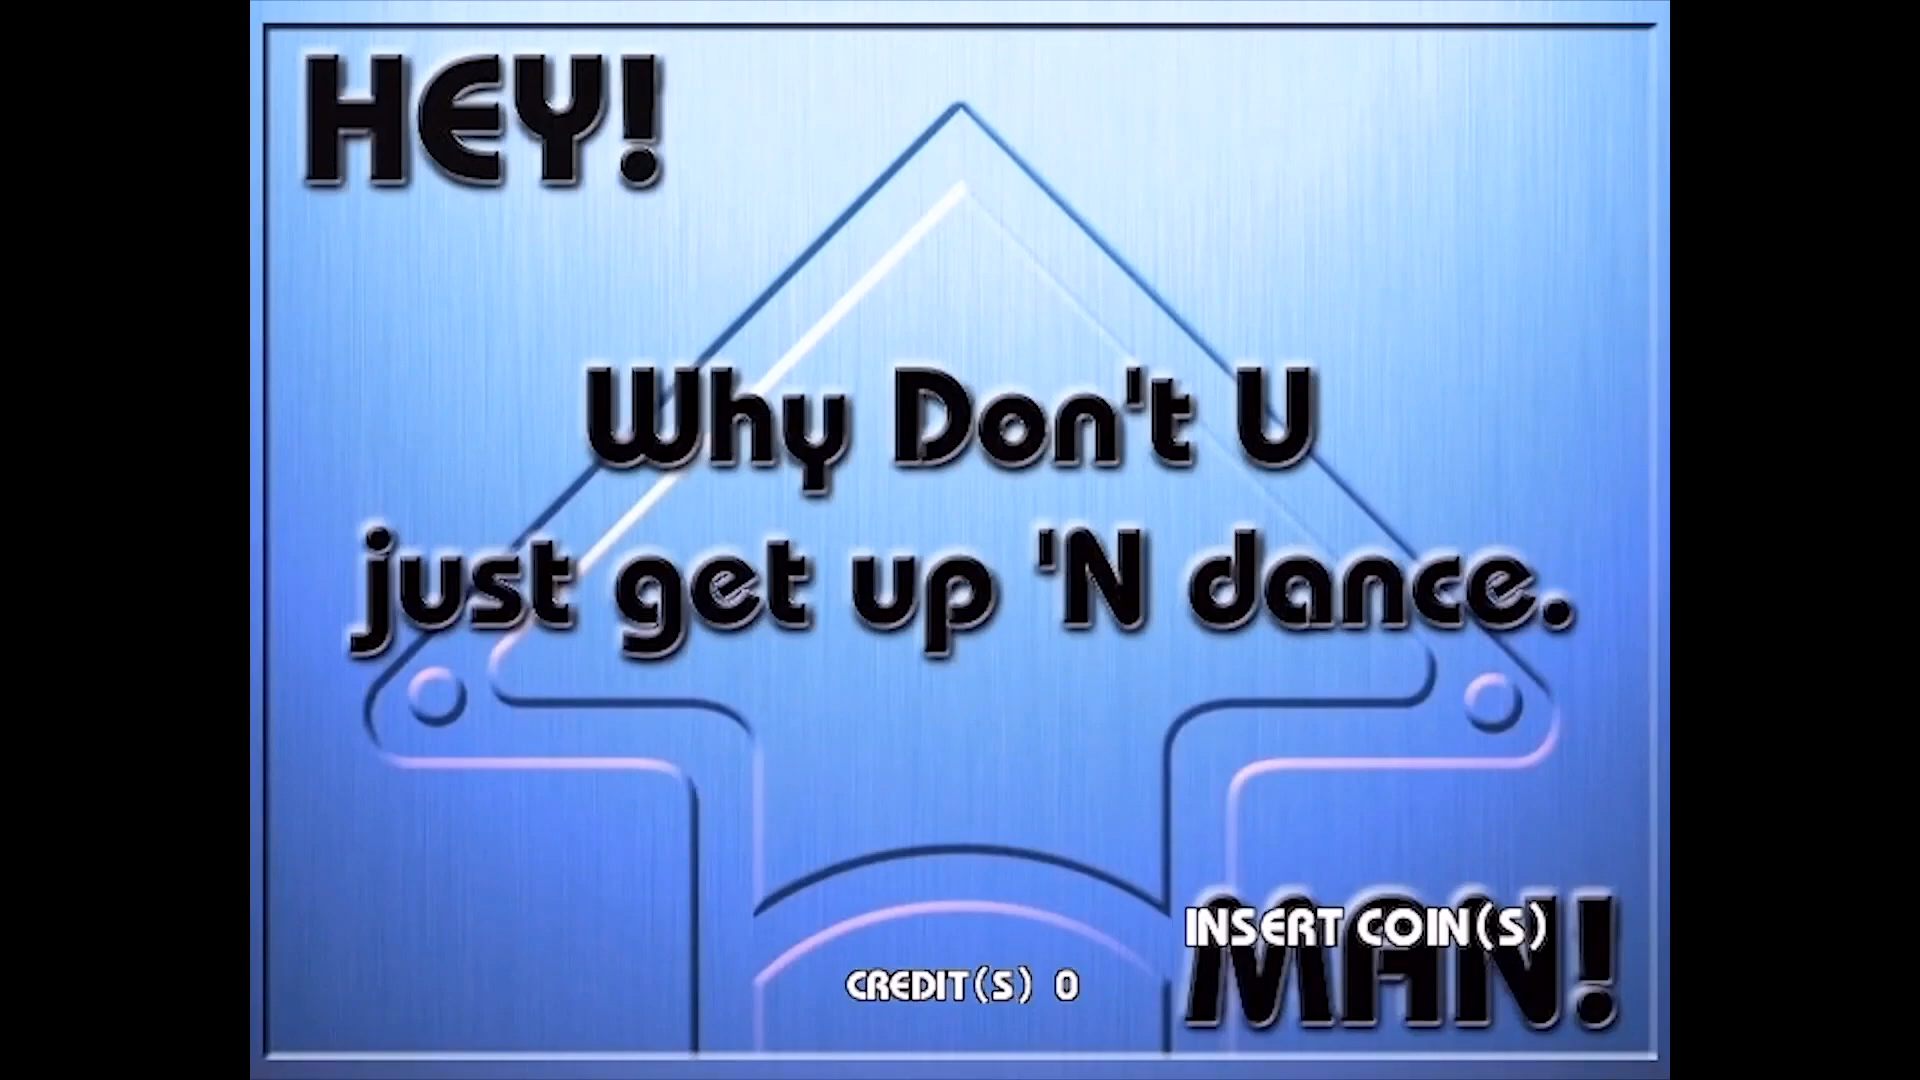 HEY!
Why Don't U
just get up 'N dance.
INSERT COIN(S)
MAN!
CREDIT(S) 0